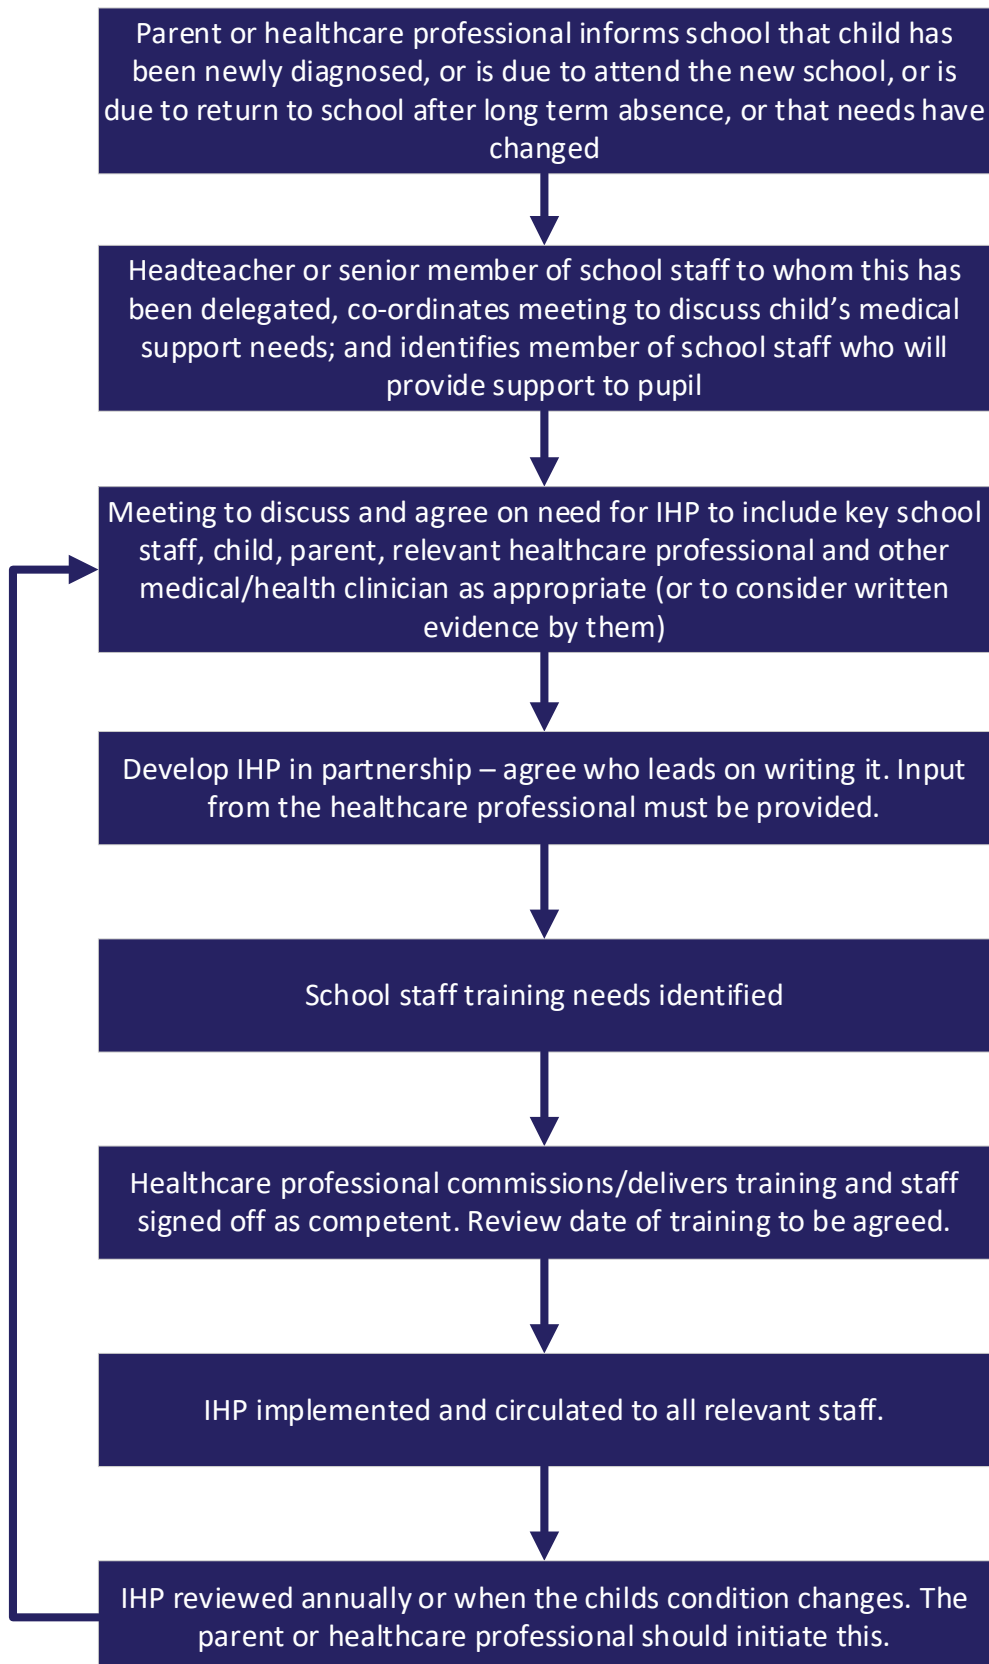 Parent or healthcare professional informs school that child has
been newly diagnosed, or is due to attend the new school, or is
due to return to school after long term absence, or that needs have
changed
Headteacher or senior member of school staff to whom this has
been delegated, co-ordinates meeting to discuss child’s medical
support needs; and identifies member of school staff who will
provide support to pupil
Meeting to discuss and agree on need for IHP to include key school
staff, child, parent, relevant healthcare professional and other
medical/health clinician as appropriate (or to consider written
evidence by them)
Develop IHP in partnership – agree who leads on writing it. Input
from the healthcare professional must be provided.
School staff training needs identified
Healthcare professional commissions/delivers training and staff
signed off as competent. Review date of training to be agreed.
IHP implemented and circulated to all relevant staff.
IHP reviewed annually or when the childs condition changes. The
parent or healthcare professional should initiate this.